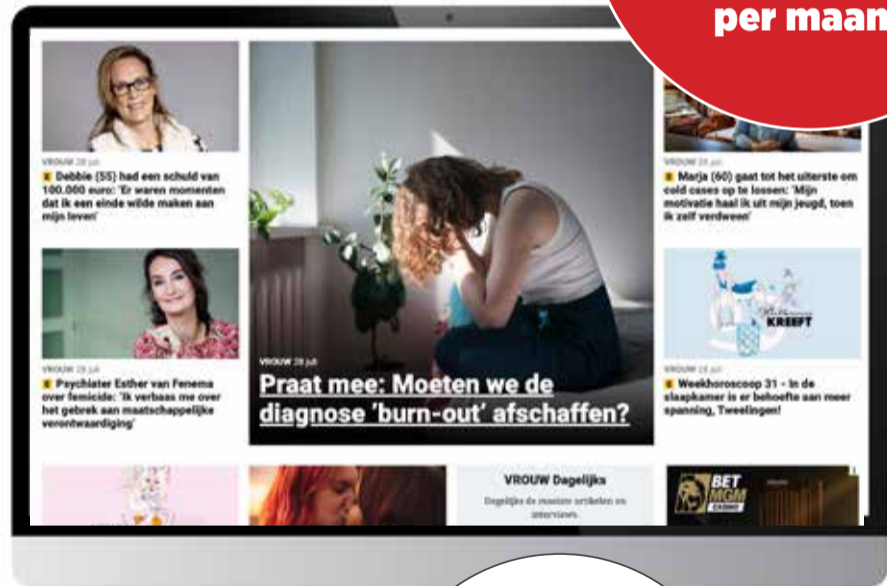 per maan
VROUW 28 juli
Debbie (55) had een schuld van
100.000 euro: 'Er waren momenten
dat ik een einde wilde maken aan
mijn leven'
VROUW 28 juli
Psychiater Esther van Fenema
over femicide: 'Ik verbaas me over
het gebrek aan maatschappelijke
verontwaardiging'
VROUW 28 juli
Praat mee: Moeten we de
diagnose 'burn-out' afschaffen?
VROUW 28 juli
Marja (60) gaat tot het uiterste om
cold cases op te lossen: 'Mijn
motivatie haal ik uit mijn jeugd, toen
ik zelf verdween'
KREEFT
VROUW 28 juli
Weekhoroscoop 31 - In de
slaapkamer is er behoefte aan meer
spanning, Tweelingen!
VROUW Dagelijks
Dagelijks de mooiste artikelen en
interviews.
BET
MGM
CASINO